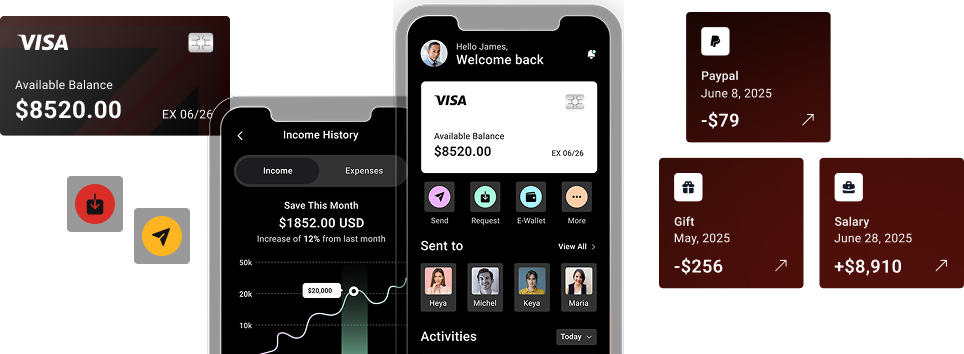 VISA
Available Balance
$8520.00
EX 06/26
Income History
Income
Expenses
Save This Month
$1852.00 USD
Increase of 12% from last month
50k
20k
10k
$20,000
Hello James,
Welcome back
VISA
Available Balance
$8520.00
EX 06/26
Send
Request
E-Wallet
More
Sent to
View All
Heya
Michel
Keya
Maria
Activities
Today
Paypal
June 8, 2025
-$79
Gift
May, 2025
-$256
Salary
June 28, 2025
+$8,910